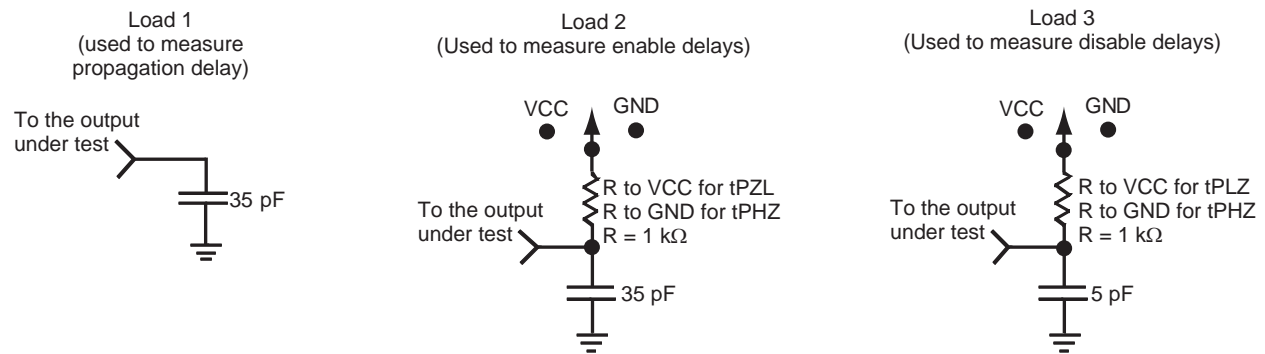 Load 1
(used to measure
propagation delay)
To the output
under test
35 pF
Load 2
(Used to measure enable delays)
VCC
GND
R to VCC for tPZL
R to GND for tPHZ
R = 1 kΩ
To the output
under test
35 pF
Load 3
(Used to measure disable delays)
VCC
GND
R to VCC for tPLZ
R to GND for tPHZ
R = 1 kΩ
To the output
under test
5 pF